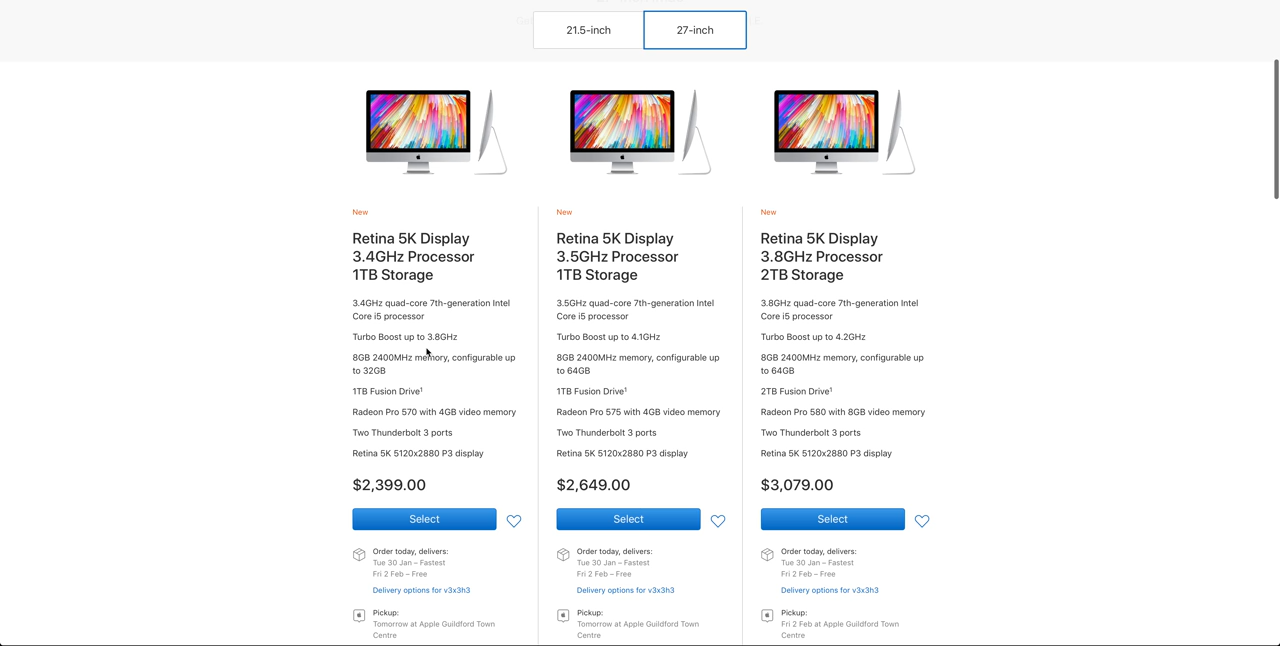 21.5-inch
27-inch
New
Retina 5K Display
3.4GHz Processor
1TB Storage
3.4GHz quad-core 7th-generation Intel
Core i5 processor
Turbo Boost up to 3.8GHz
8GB 2400MHz memory, configurable up
to 32GB
1TB Fusion Drive¹
Radeon Pro 570 with 4GB video memory
Two Thunderbolt 3 ports
Retina 5K 5120x2880 P3 display
$2,399.00
Select
Order today, delivers:
Tue 30 Jan – Fastest
Fri 2 Feb – Free
Delivery options for v3x3h3
Pickup:
Tomorrow at Apple Guildford Town
Centre
New
Retina 5K Display
3.5GHz Processor
1TB Storage
3.5GHz quad-core 7th-generation Intel
Core i5 processor
Turbo Boost up to 4.1GHz
8GB 2400MHz memory, configurable up
to 64GB
1TB Fusion Drive¹
Radeon Pro 575 with 4GB video memory
Two Thunderbolt 3 ports
Retina 5K 5120x2880 P3 display
$2,649.00
Select
Order today, delivers:
Tue 30 Jan – Fastest
Fri 2 Feb – Free
Delivery options for v3x3h3
Pickup:
Tomorrow at Apple Guildford Town
Centre
New
Retina 5K Display
3.8GHz Processor
2TB Storage
3.8GHz quad-core 7th-generation Intel
Core i5 processor
Turbo Boost up to 4.2GHz
8GB 2400MHz memory, configurable up
to 64GB
2TB Fusion Drive¹
Radeon Pro 580 with 8GB video memory
Two Thunderbolt 3 ports
Retina 5K 5120x2880 P3 display
$3,079.00
Select
Order today, delivers:
Tue 30 Jan – Fastest
Fri 2 Feb – Free
Delivery options for v3x3h3
Pickup:
Fri 2 Feb at Apple Guildford Town
Centre